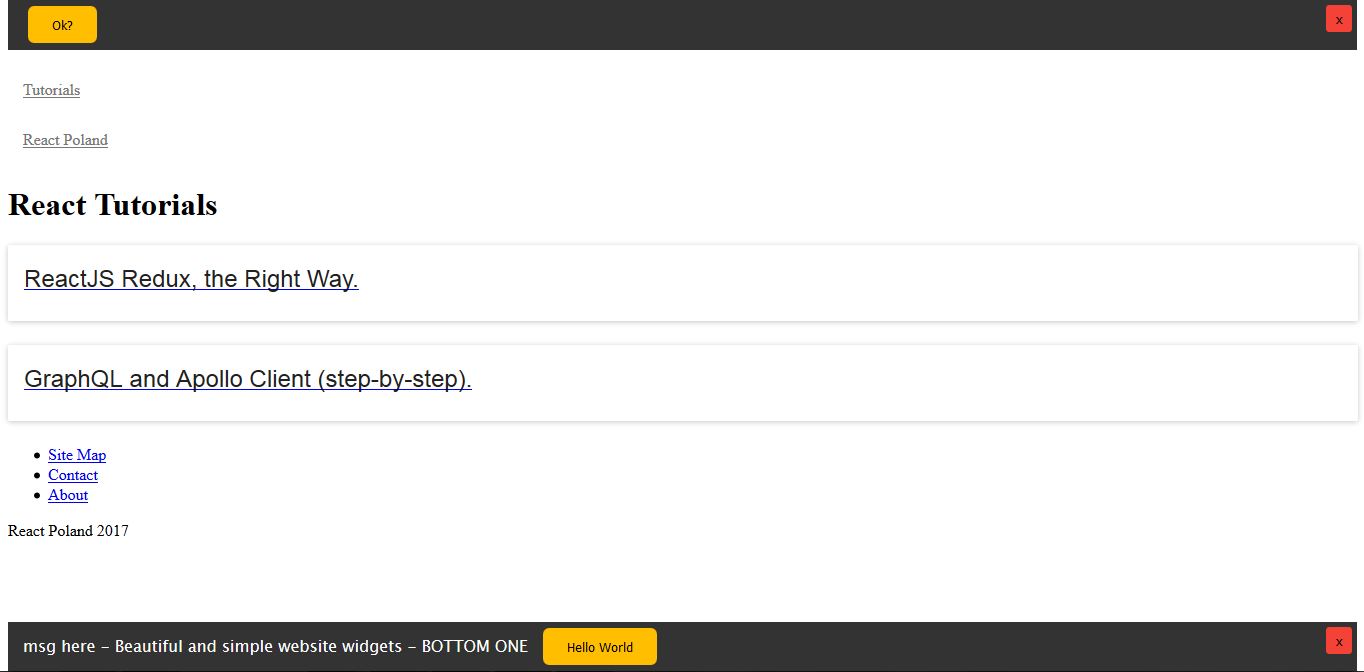 Ok? x
Tutorials
React Poland
React Tutorials
ReactJS Redux, the Right Way.
GraphQL and Apollo Client (step-by-step).
Site Map
Contact
About
React Poland 2017
msg here – Beautiful and simple website widgets – BOTTOM ONE Hello World x